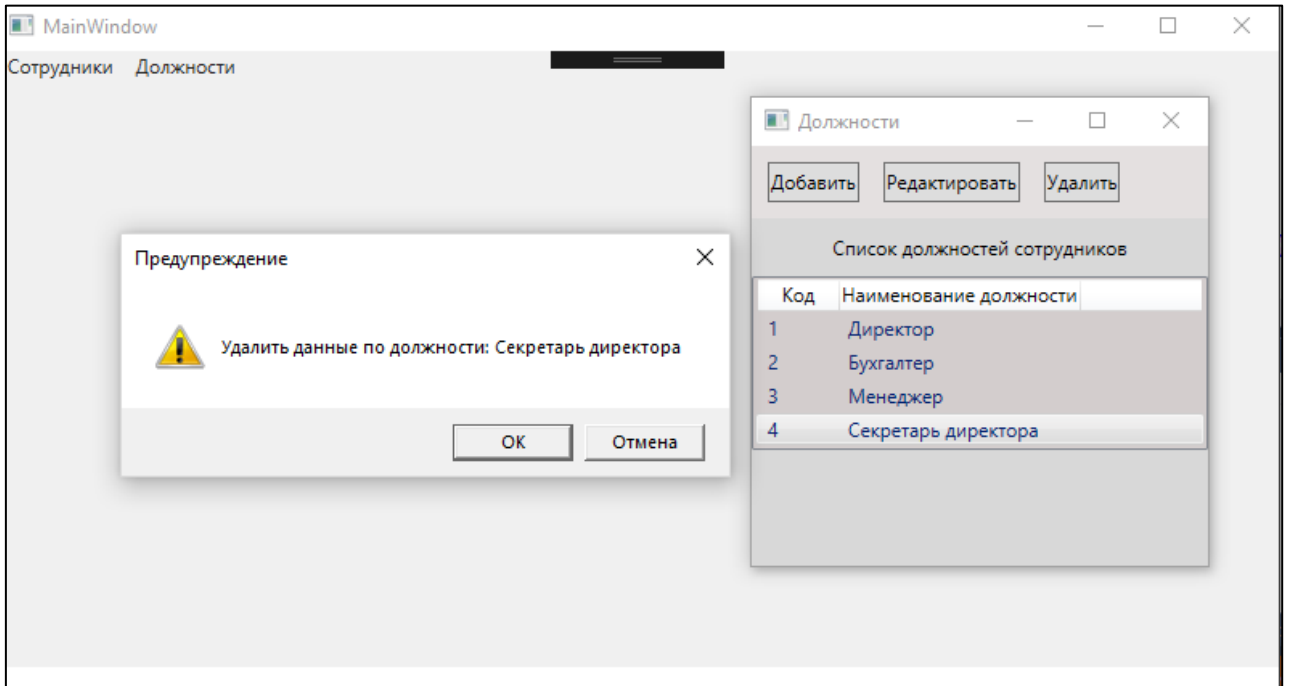 MainWindow
Сотрудники Должности
Должности
Добавить Редактировать Удалить
Список должностей сотрудников
Код Наименование должности
1 Директор
2 Бухгалтер
3 Менеджер
4 Секретарь директора
Предупреждение
Удалить данные по должности: Секретарь директора
ОК Отмена